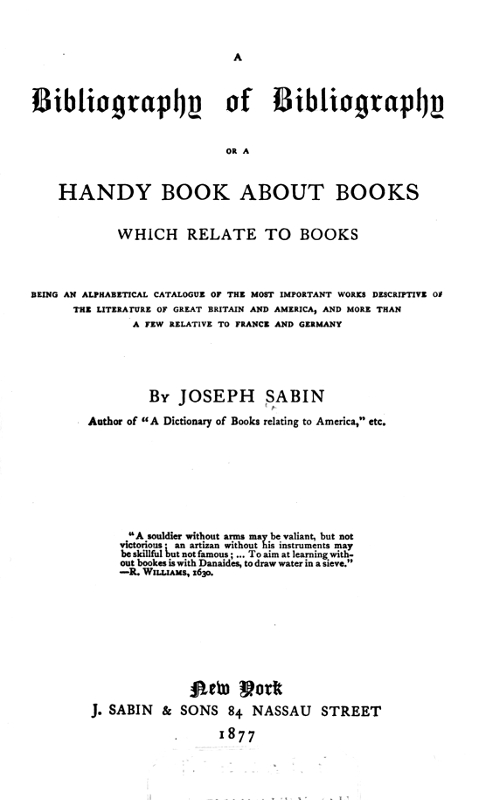 A
Bibliography of Bibliography
OR A
HANDY BOOK ABOUT BOOKS
WHICH RELATE TO BOOKS
BEING AN ALPHABETICAL CATALOGUE OF THE MOST IMPORTANT WORKS DESCRIPTIVE OF
THE LITERATURE OF GREAT BRITAIN AND AMERICA, AND MORE THAN
A FEW RELATIVE TO FRANCE AND GERMANY
BY JOSEPH SABIN
Author of “A Dictionary of Books relating to America,” etc.
“A souldier without arms may be valiant, but not
victorious; an artizan without his instruments may
be skillful but not famous; ... To aim at learning with-
out bookes is with Danaides, to draw water in a sieve.”
—R. WILLIAMS, 1630.
New York
J. SABIN & SONS 84 NASSAU STREET
1877